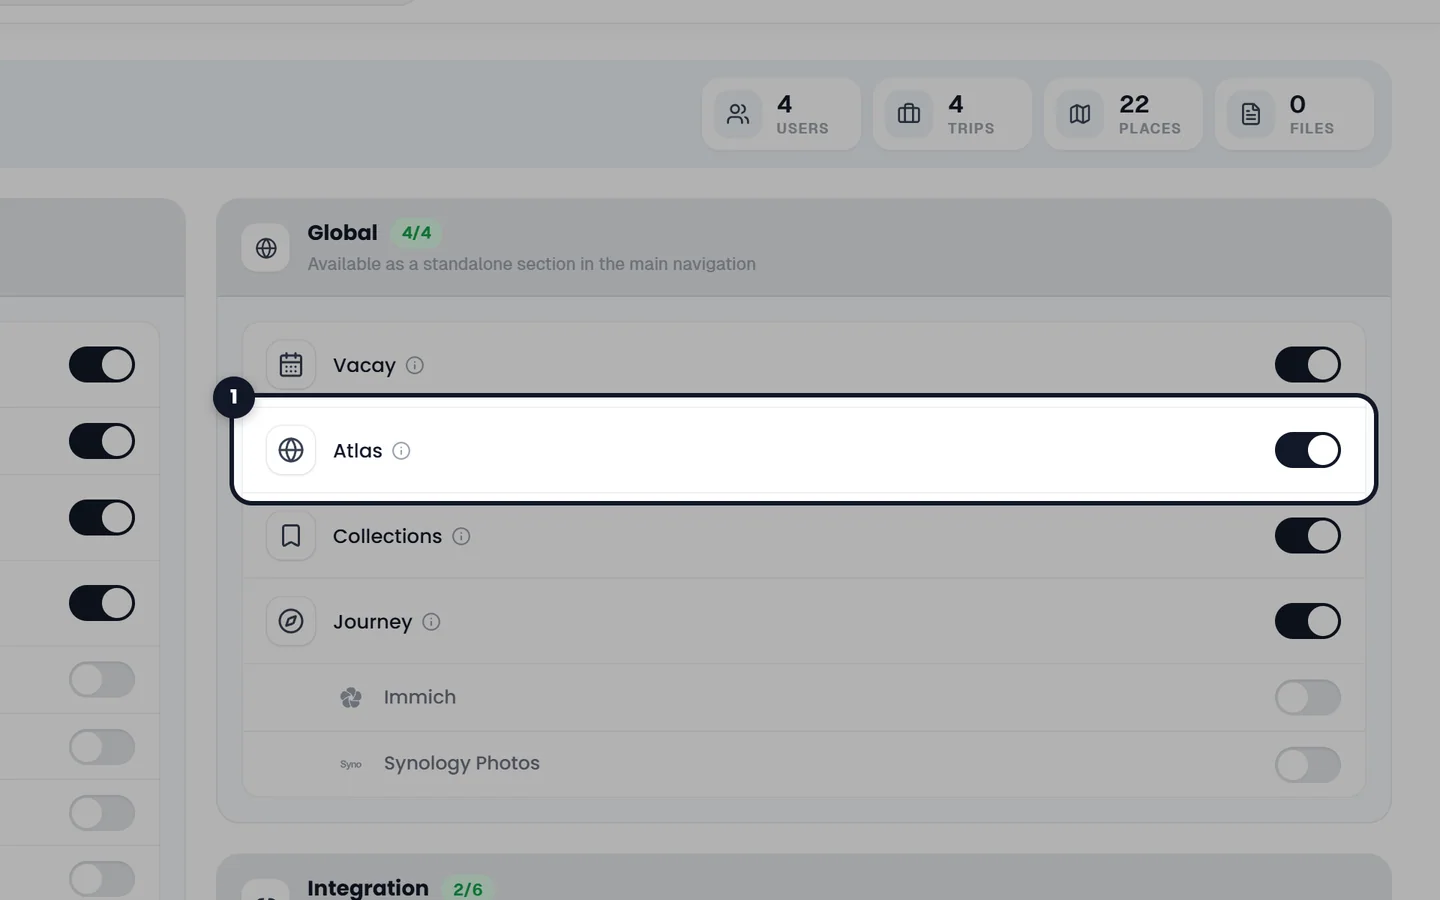 4
USERS
4
TRIPS
22
PLACES
0
FILES
Global 4/4
Available as a standalone section in the main navigation
Vacay
1
Atlas
Collections
Journey
Immich
Syno Synology Photos
Integration 2/6